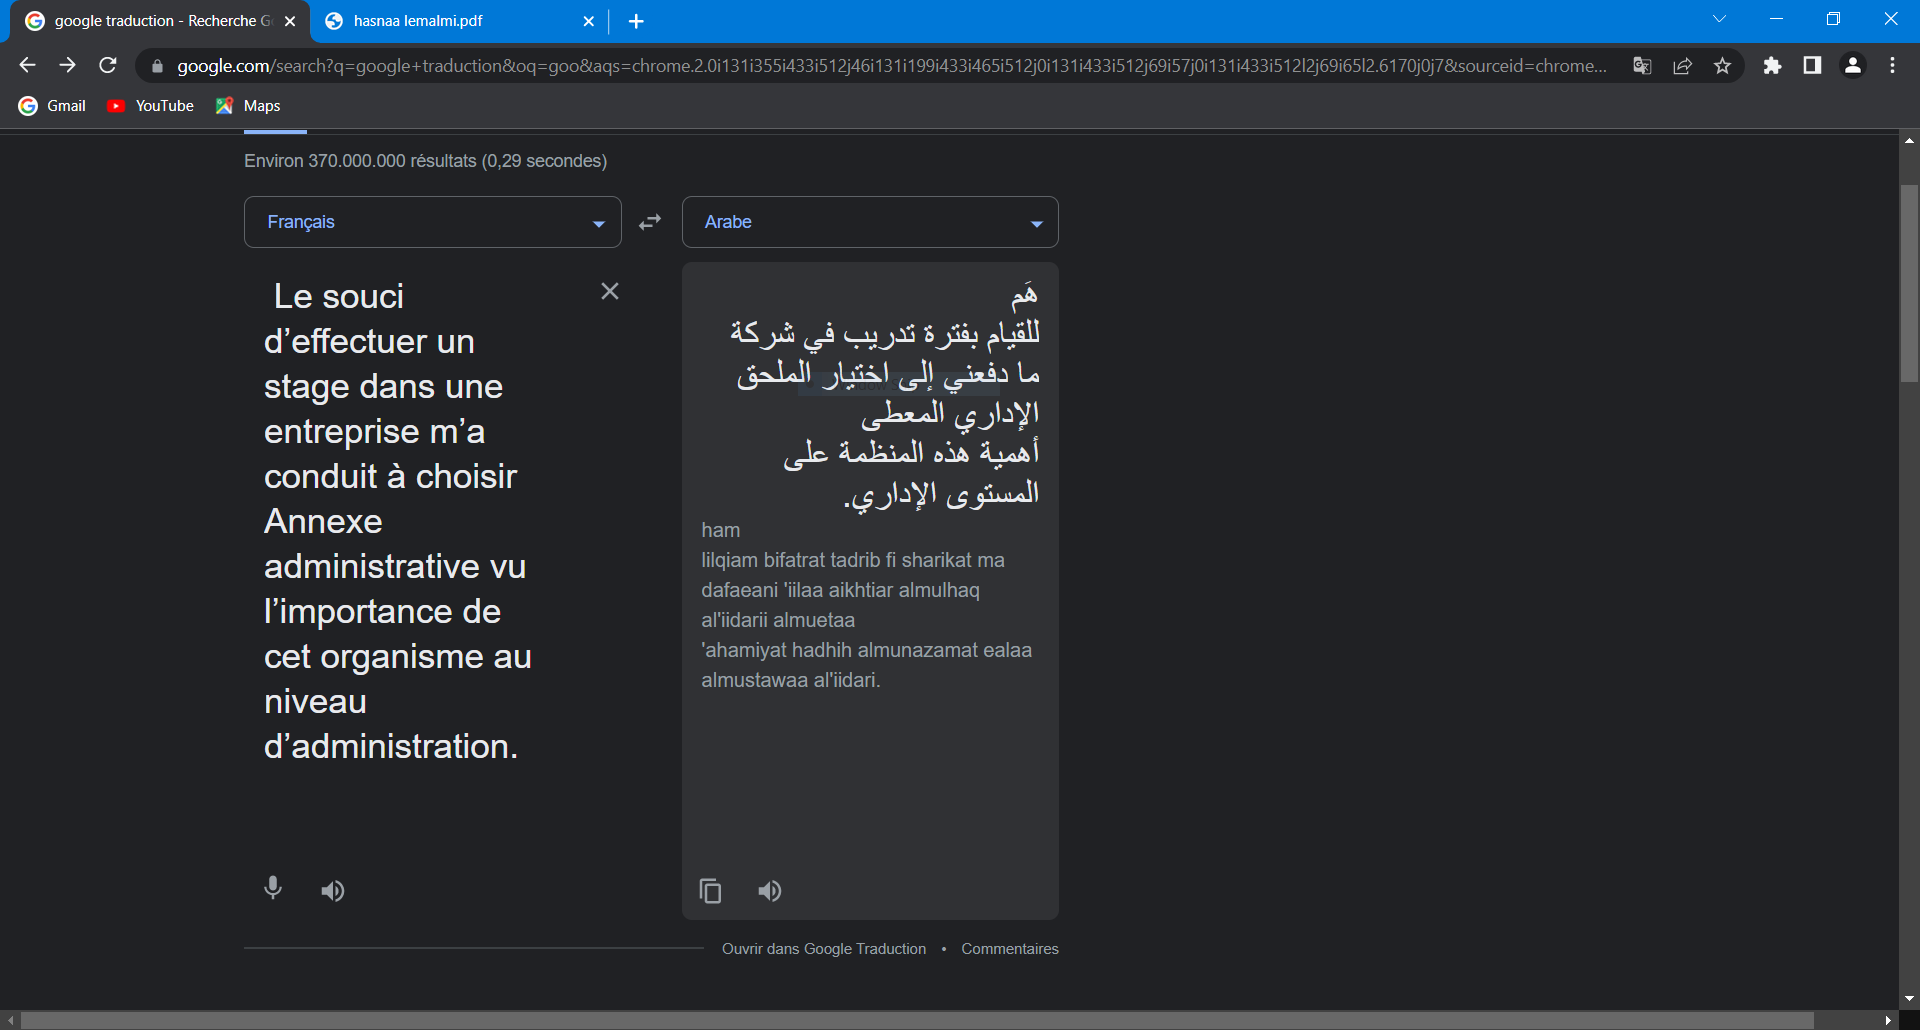 google traduction - Recherche G
hasnaa lemalmi.pdf
google.com/search?q=google+traduction&oq=goo&aqs=chrome.2.0i131i355i433i512j46i131i199i433i465i512j0i131i433i512j69i57j0i131i433i512l2j69i65l2.6170j0j7&sourceid=chrome...
Gmail
YouTube
Maps
Environ 370.000.000 résultats (0,29 secondes)
Français
Arabe
Le souci
d’effectuer un
stage dans une
entreprise m’a
conduit à choisir
Annexe
administrative vu
l’importance de
cet organisme au
niveau
d’administration.
هَم
للقيام بفترة تدريب في شركة
ما دفعني إلى اختيار الملحق
الإداري المعطى
أهمية هذه المنظمة على
المستوى الإداري.
ham
lilqiam bifatrat tadrib fi sharikat ma
dafaeani 'iilaa aikhtiar almulhaq
al'iidarii almuetaa
'ahamiyat hadhih almunazamat ealaa
almustawaa al'iidari.
Ouvrir dans Google Traduction • Commentaires